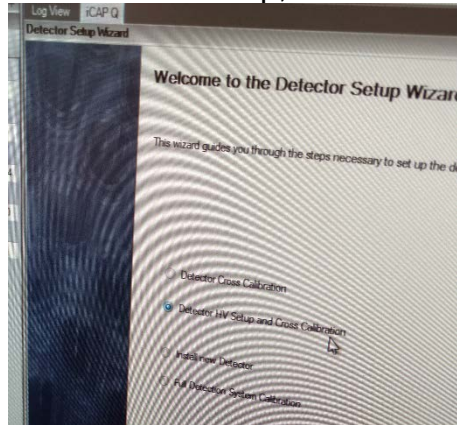 Log View iCAP Q
Detector Setup Wizard
Welcome to the Detector Setup Wizar
This wizard guides you through the steps necessary to set up the de
Detector Cross Calibration
Detector HV Setup and Cross Calibration
Install new Detector
Full Detection System Calibration